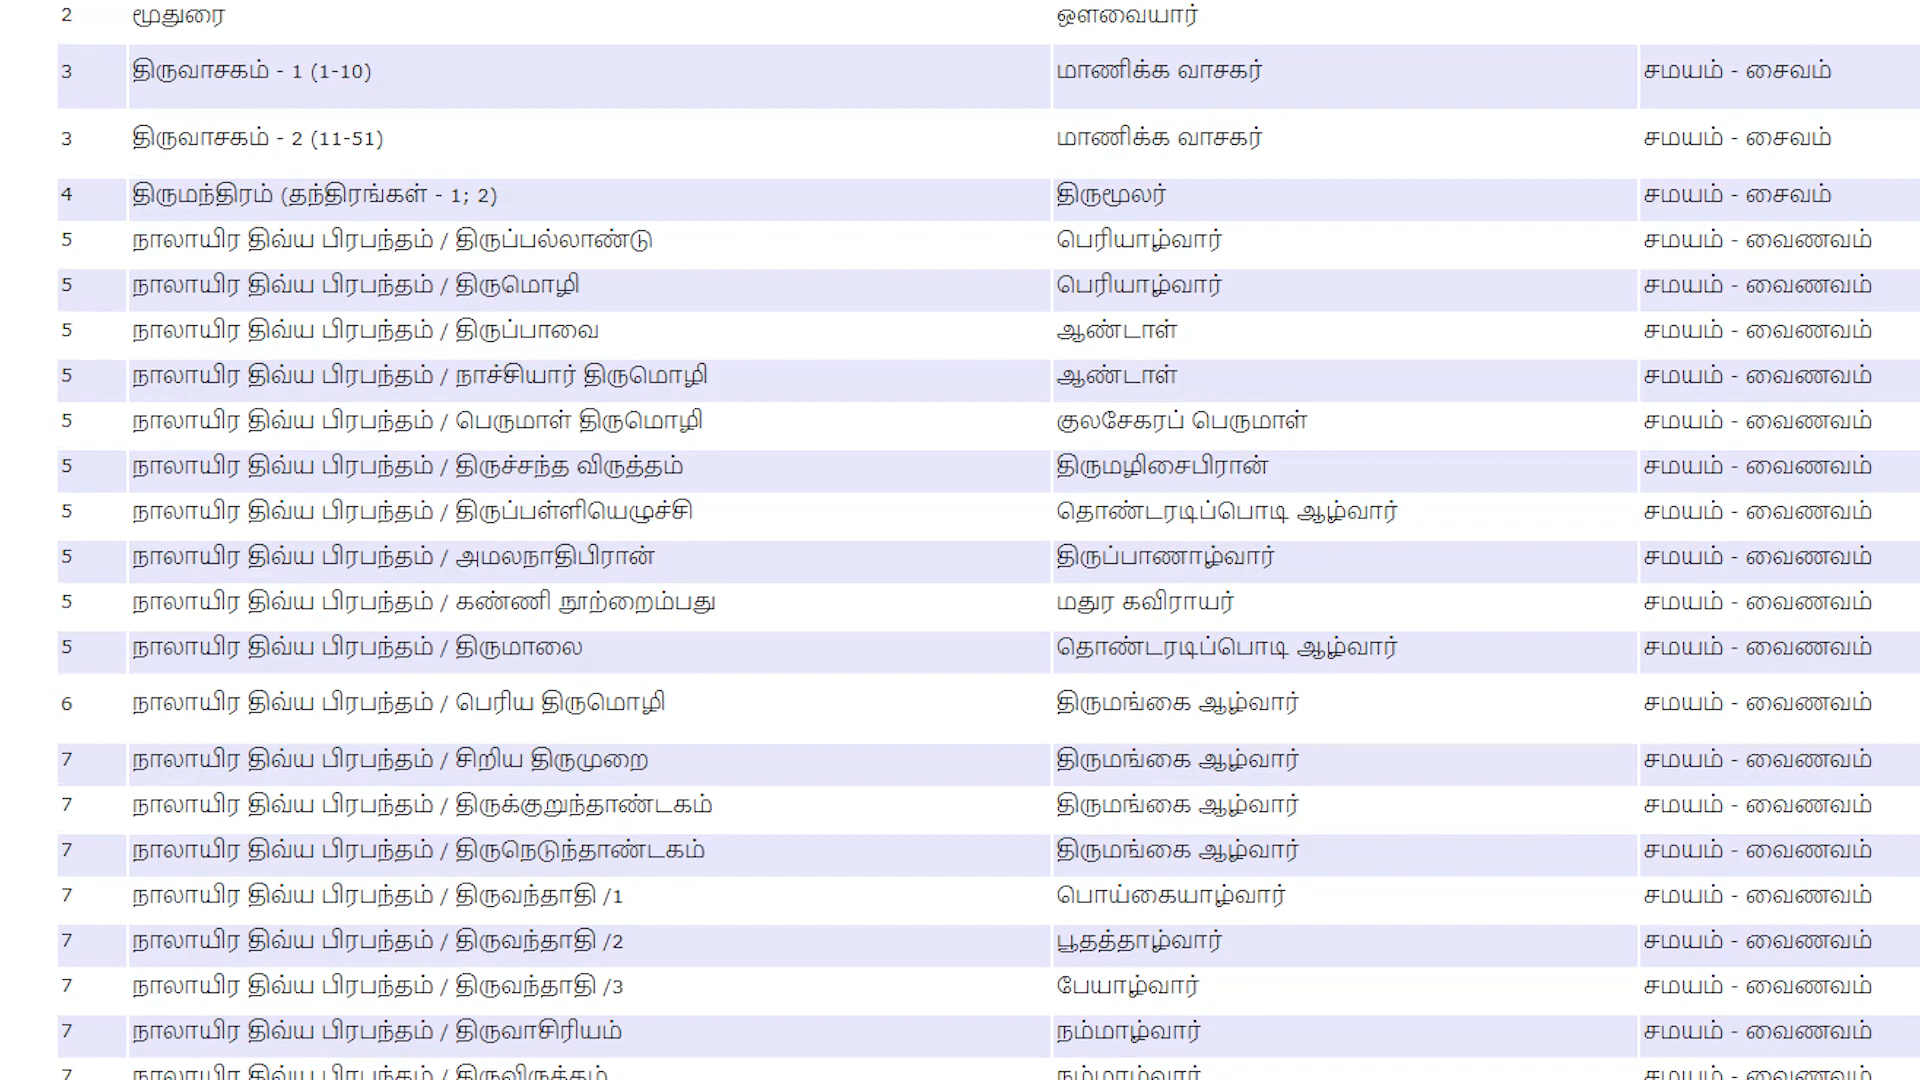 2 மூதுரை ஔவையார்
3 திருவாசகம் - 1 (1-10) மாணிக்க வாசகர் சமயம் - சைவம்
3 திருவாசகம் - 2 (11-51) மாணிக்க வாசகர் சமயம் - சைவம்
4 திருமந்திரம் (தந்திரங்கள் - 1; 2) திருமூலர் சமயம் - சைவம்
5 நாலாயிர திவ்ய பிரபந்தம் / திருப்பல்லாண்டு பெரியாழ்வார் சமயம் - வைணவம்
5 நாலாயிர திவ்ய பிரபந்தம் / திருமொழி பெரியாழ்வார் சமயம் - வைணவம்
5 நாலாயிர திவ்ய பிரபந்தம் / திருப்பாவை ஆண்டாள் சமயம் - வைணவம்
5 நாலாயிர திவ்ய பிரபந்தம் / நாச்சியார் திருமொழி ஆண்டாள் சமயம் - வைணவம்
5 நாலாயிர திவ்ய பிரபந்தம் / பெருமாள் திருமொழி குலசேகரப் பெருமாள் சமயம் - வைணவம்
5 நாலாயிர திவ்ய பிரபந்தம் / திருச்சந்த விருத்தம் திருமழிசைபிரான் சமயம் - வைணவம்
5 நாலாயிர திவ்ய பிரபந்தம் / திருப்பள்ளியெழுச்சி தொண்டரடிப்பொடி ஆழ்வார் சமயம் - வைணவம்
5 நாலாயிர திவ்ய பிரபந்தம் / அமலநாதிபிரான் திருப்பாணாழ்வார் சமயம் - வைணவம்
5 நாலாயிர திவ்ய பிரபந்தம் / கண்ணி நூற்றைம்பது மதுர கவிராயர் சமயம் - வைணவம்
5 நாலாயிர திவ்ய பிரபந்தம் / திருமாலை தொண்டரடிப்பொடி ஆழ்வார் சமயம் - வைணவம்
6 நாலாயிர திவ்ய பிரபந்தம் / பெரிய திருமொழி திருமங்கை ஆழ்வார் சமயம் - வைணவம்
7 நாலாயிர திவ்ய பிரபந்தம் / சிறிய திருமுறை திருமங்கை ஆழ்வார் சமயம் - வைணவம்
7 நாலாயிர திவ்ய பிரபந்தம் / திருக்குறுந்தாண்டகம் திருமங்கை ஆழ்வார் சமயம் - வைணவம்
7 நாலாயிர திவ்ய பிரபந்தம் / திருநெடுந்தாண்டகம் திருமங்கை ஆழ்வார் சமயம் - வைணவம்
7 நாலாயிர திவ்ய பிரபந்தம் / திருவந்தாதி /1 பொய்கையாழ்வார் சமயம் - வைணவம்
7 நாலாயிர திவ்ய பிரபந்தம் / திருவந்தாதி /2 பூதத்தாழ்வார் சமயம் - வைணவம்
7 நாலாயிர திவ்ய பிரபந்தம் / திருவந்தாதி /3 பேயாழ்வார் சமயம் - வைணவம்
7 நாலாயிர திவ்ய பிரபந்தம் / திருவாசிரியம் நம்மாழ்வார் சமயம் - வைணவம்
7 நாலாயிர திவ்ய பிரபந்தம் / திருவிருத்தம் நம்மாழ்வார் சமயம் - வைணவம்